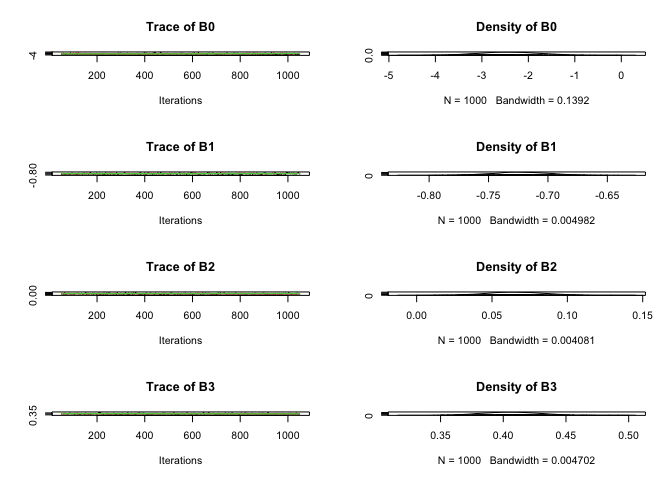 Trace of B0
-4
200 400 600 800 1000
Iterations
Density of B0
0.0
-5 -4 -3 -2 -1 0
N = 1000 Bandwidth = 0.1392
Trace of B1
-0.80
200 400 600 800 1000
Iterations
Density of B1
0
-0.80 -0.75 -0.70 -0.65
N = 1000 Bandwidth = 0.004982
Trace of B2
0.00
200 400 600 800 1000
Iterations
Density of B2
0
0.00 0.05 0.10 0.15
N = 1000 Bandwidth = 0.004081
Trace of B3
0.35
200 400 600 800 1000
Iterations
Density of B3
0
0.35 0.40 0.45 0.50
N = 1000 Bandwidth = 0.004702